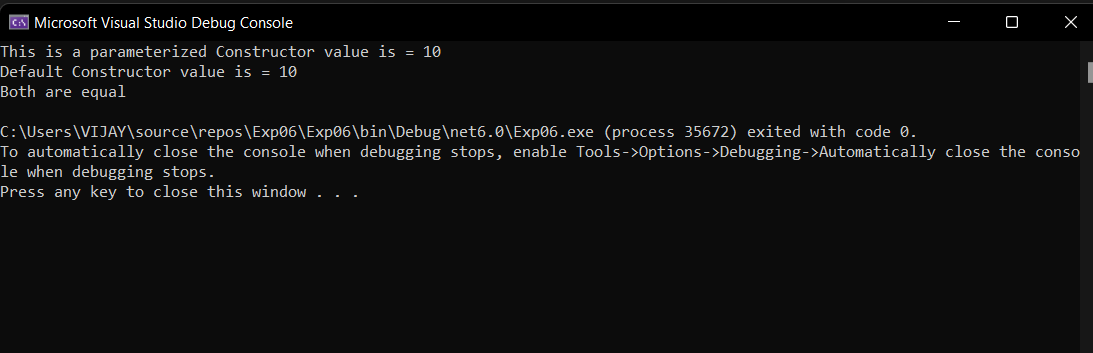 Microsoft Visual Studio Debug Console
This is a parameterized Constructor value is = 10
Default Constructor value is = 10
Both are equal
C:\Users\VIJAY\source\repos\Exp06\Exp06\bin\Debug\net6.0\Exp06.exe (process 35672) exited with code 0.
To automatically close the console when debugging stops, enable Tools->Options->Debugging->Automatically close the conso
le when debugging stops.
Press any key to close this window . . .